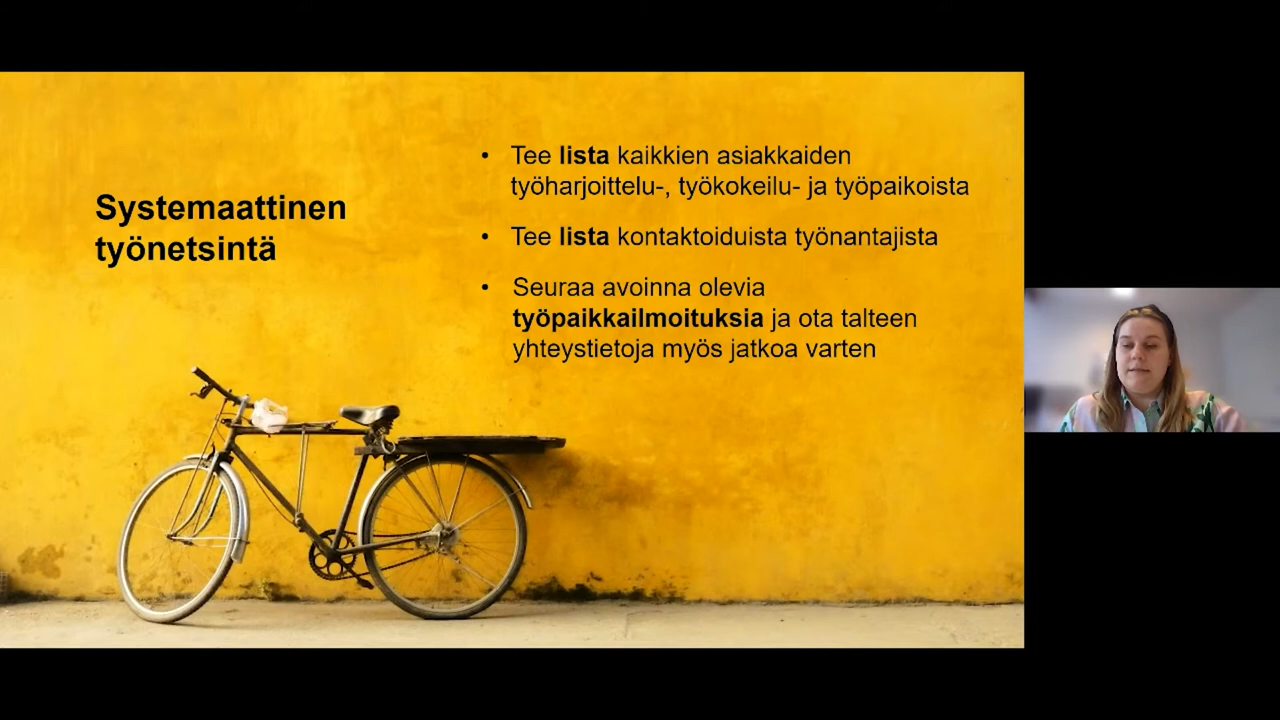 Systemaattinen
työnetsintä
• Tee lista kaikkien asiakkaiden
työharjoittelu-, työkokeilu- ja työpaikoista
• Tee lista kontaktoiduista työnantajista
• Seuraa avoinna olevia
työpaikkailmoituksia ja ota talteen
yhteystietoja myös jatkoa varten